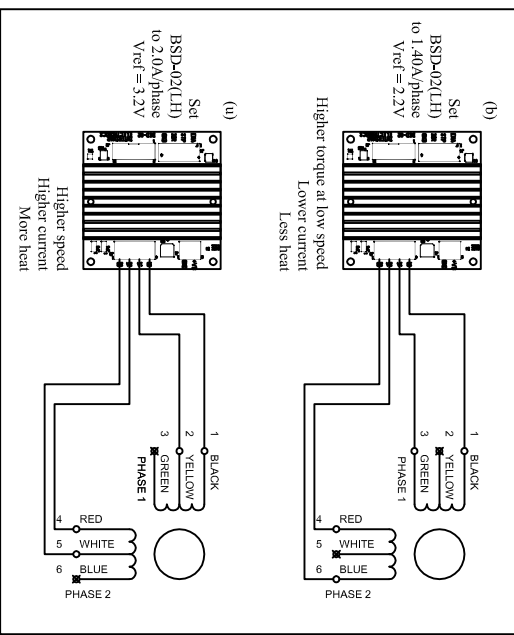 (u)
Set
BSD-02(LH)
to 2.0A/phase
Vref = 3.2V
Higher speed
Higher current
More heat
1
BLACK
2
YELLOW
3
GREEN
PHASE 1
4 RED
5 WHITE
6 BLUE
PHASE 2
(b)
Set
BSD-02(LH)
to 1.40A/phase
Vref = 2.2V
Higher torque at low speed
Lower current
Less heat
1
BLACK
2
YELLOW
3
GREEN
PHASE 1
4 RED
5 WHITE
6 BLUE
PHASE 2